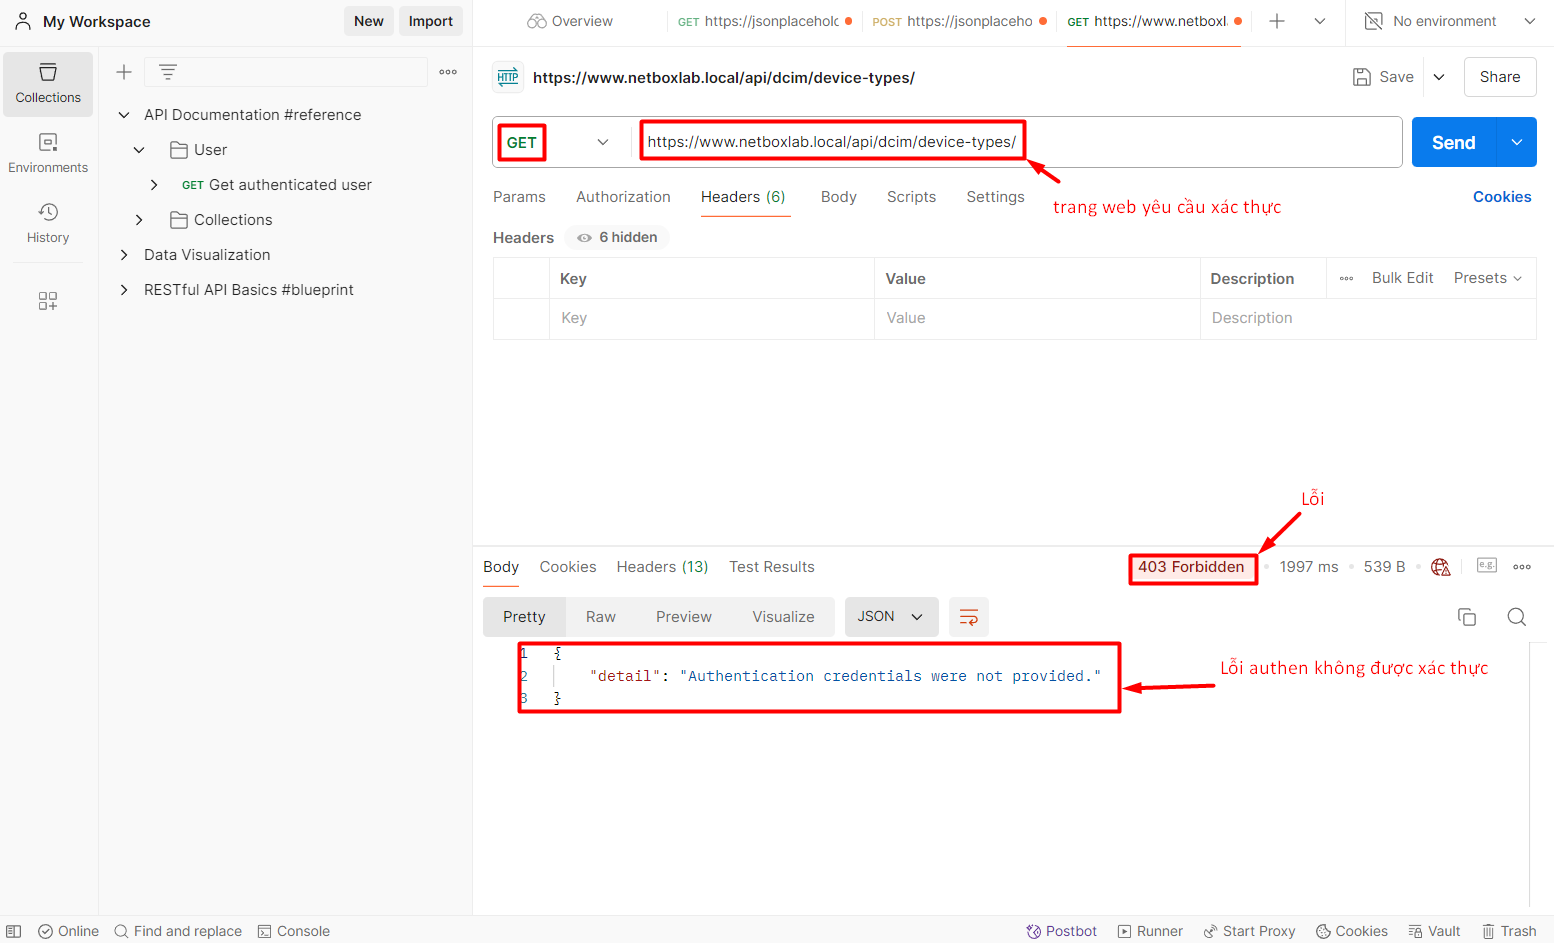 My Workspace
New
Import
Overview
GET https://jsonplaceholc
POST https://jsonplaceho
GET https://www.netboxl
No environment
Collections
Environments
History
API Documentation #reference
User
GET Get authenticated user
Collections
Data Visualization
RESTful API Basics #blueprint
HTTP
https://www.netboxlab.local/api/dcim/device-types/
Save
Share
GET
https://www.netboxlab.local/api/dcim/device-types/
Send
trang web yêu cầu xác thực
Params
Authorization
Headers (6)
Body
Scripts
Settings
Cookies
Headers
6 hidden
Key
Value
Description
Bulk Edit
Presets
Key
Value
Description
Lỗi
Body
Cookies
Headers (13)
Test Results
403 Forbidden
1997 ms
539 B
e.g.
Pretty
Raw
Preview
Visualize
JSON
1 {
2 "detail": "Authentication credentials were not provided."
3 }
Lỗi authen không được xác thực
Online
Find and replace
Console
Postbot
Runner
Start Proxy
Cookies
Vault
Trash